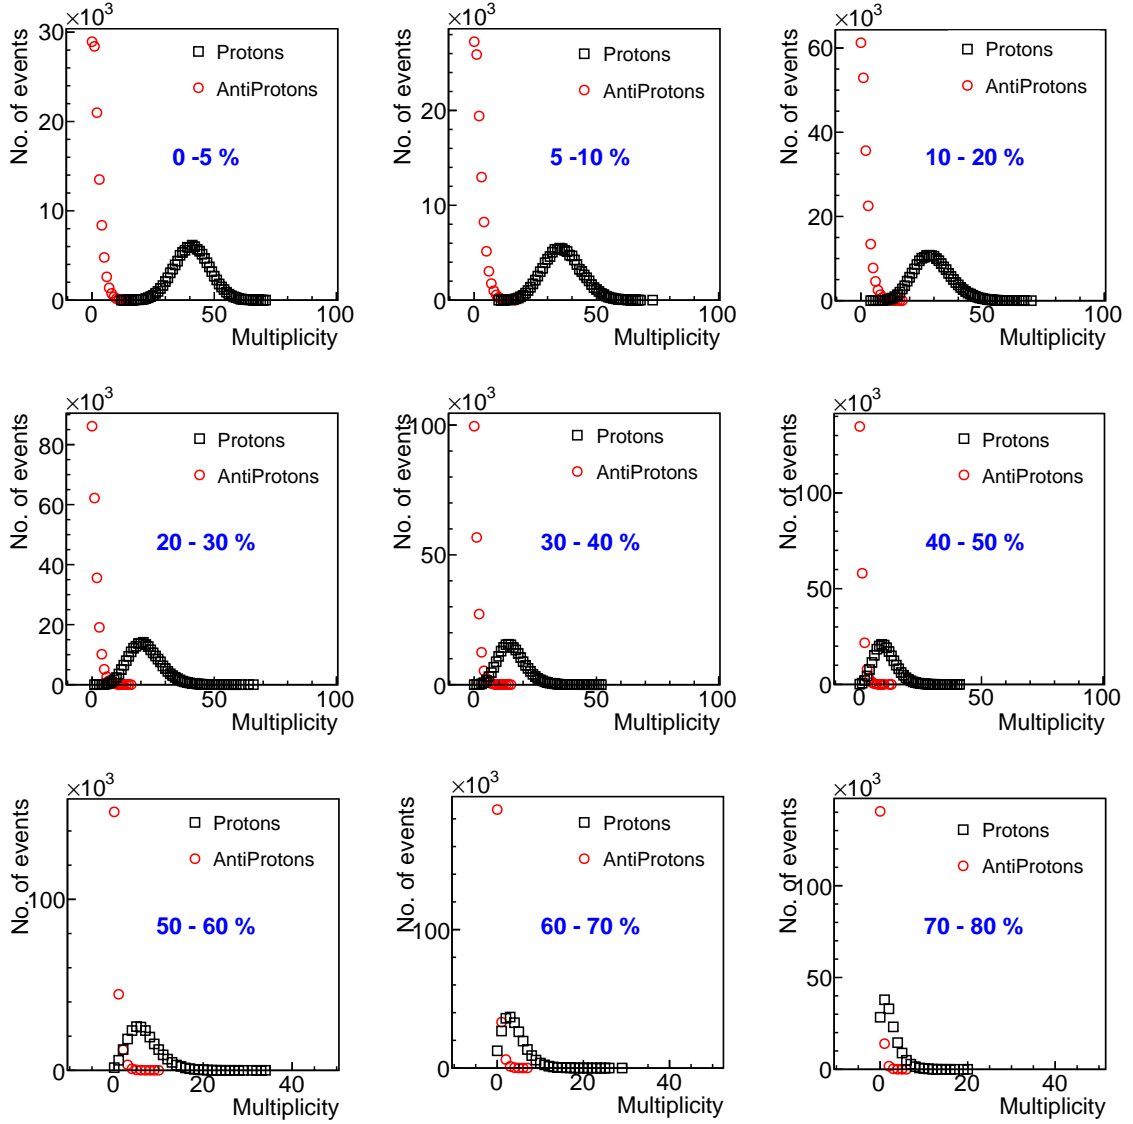 ×10³
No. of events
30
20
10
0
□ Protons
○ AntiProtons
0 -5 %
0 50 100
Multiplicity
×10³
No. of events
20
10
0
□ Protons
○ AntiProtons
5 -10 %
0 50 100
Multiplicity
×10³
No. of events
60
40
20
0
□ Protons
○ AntiProtons
10 - 20 %
0 50 100
Multiplicity
×10³
No. of events
80
60
40
20
0
□ Protons
○ AntiProtons
20 - 30 %
0 50 100
Multiplicity
×10³
No. of events
100
50
0
□ Protons
○ AntiProtons
30 - 40 %
0 50 100
Multiplicity
×10³
No. of events
100
50
0
□ Protons
○ AntiProtons
40 - 50 %
0 50 100
Multiplicity
×10³
No. of events
100
0
□ Protons
○ AntiProtons
50 - 60 %
0 20 40
Multiplicity
×10³
No. of events
100
0
□ Protons
○ AntiProtons
60 - 70 %
0 20 40
Multiplicity
×10³
No. of events
100
50
0
□ Protons
○ AntiProtons
70 - 80 %
0 20 40
Multiplicity